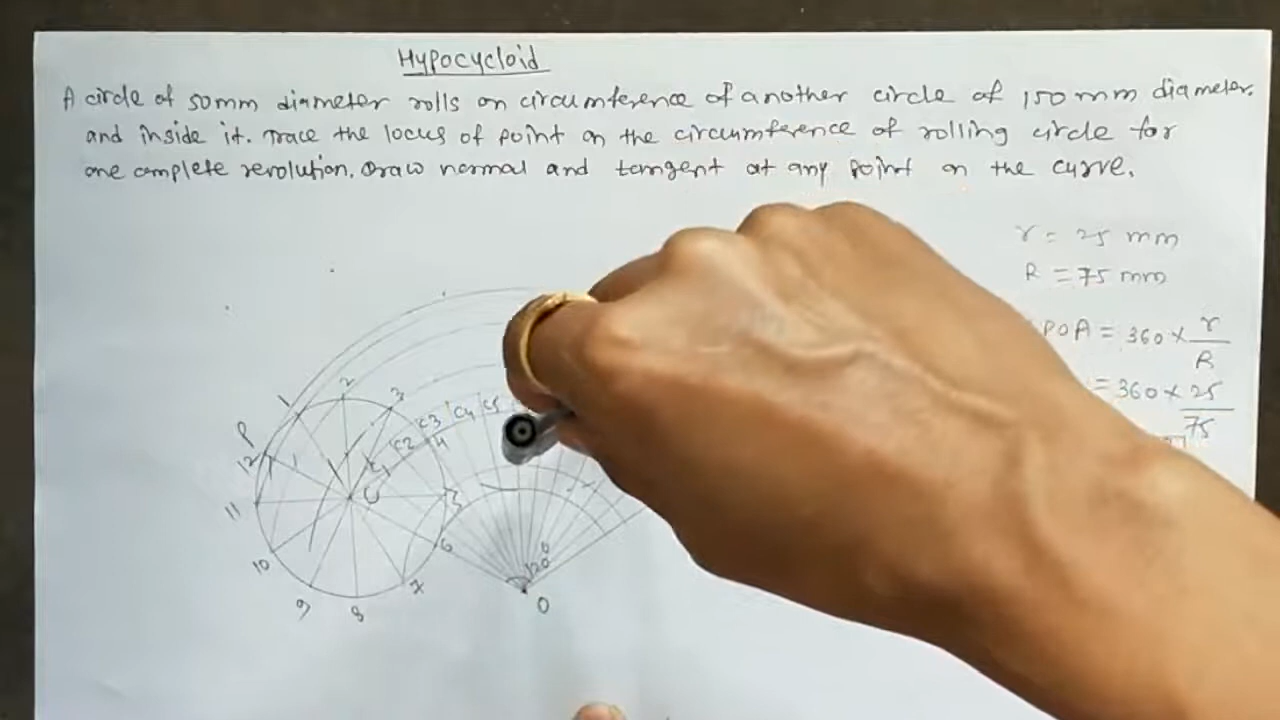 Hypocycloid
A circle of 50mm diameter rolls on circumference of another circle of 150mm diameter.
and inside it. Trace the locus of point on the circumference of rolling circle for
one complete revolution. Draw normal and tangent at any point on the curve.
r = 25 mm
R = 75 mm
POA = 360 × r
R
= 360 × 25
75
1
2
3
P
12
11
10
9
8
7
6
5
4
C
C1
C2
C3
C4
C5
120°
O